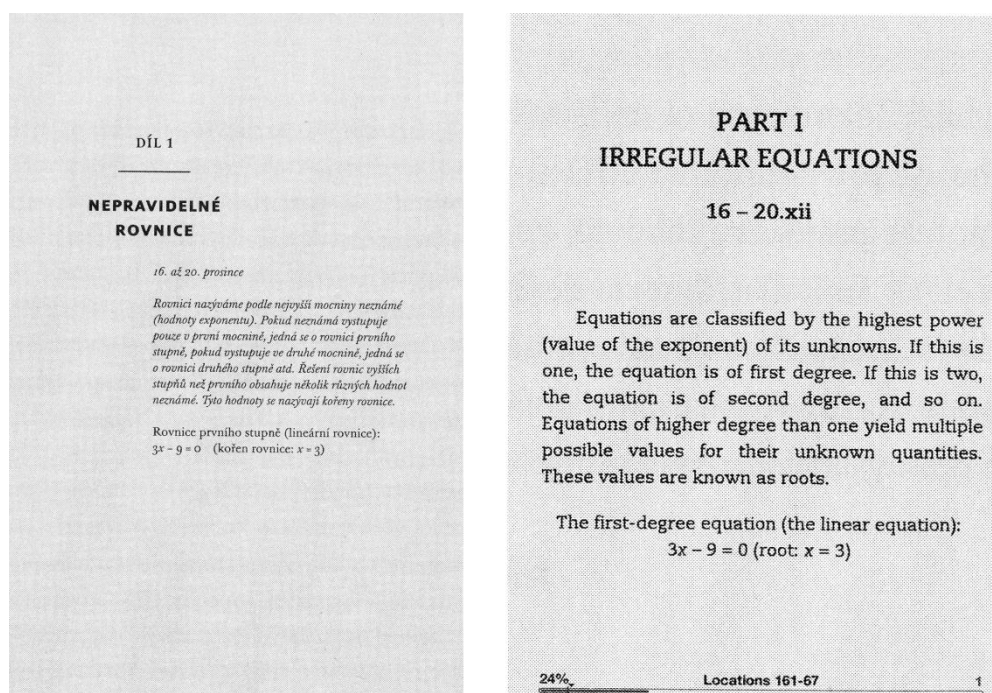 DÍL 1
NEPRAVIDELNÉ
ROVNICE
16. až 20. prosince
Rovnici nazýváme podle nejvyšší mocniny neznámé
(hodnoty exponentu). Pokud neznámá vystupuje
pouze v první mocnině, jedná se o rovnici prvního
stupně, pokud vystupuje ve druhé mocnině, jedná se
o rovnici druhého stupně atd. Řešení rovnic vyšších
stupňů než prvního obsahuje několik různých hodnot
neznámé. Tyto hodnoty se nazývají kořeny rovnice.
Rovnice prvního stupně (lineární rovnice):
3x – 9 = 0 (kořen rovnice: x = 3)
PART I
IRREGULAR EQUATIONS
16 – 20.xii
Equations are classified by the highest power
(value of the exponent) of its unknowns. If this is
one, the equation is of first degree. If this is two,
the equation is of second degree, and so on.
Equations of higher degree than one yield multiple
possible values for their unknown quantities.
These values are known as roots.
The first-degree equation (the linear equation):
3x – 9 = 0 (root: x = 3)
24% Locations 161-67 1